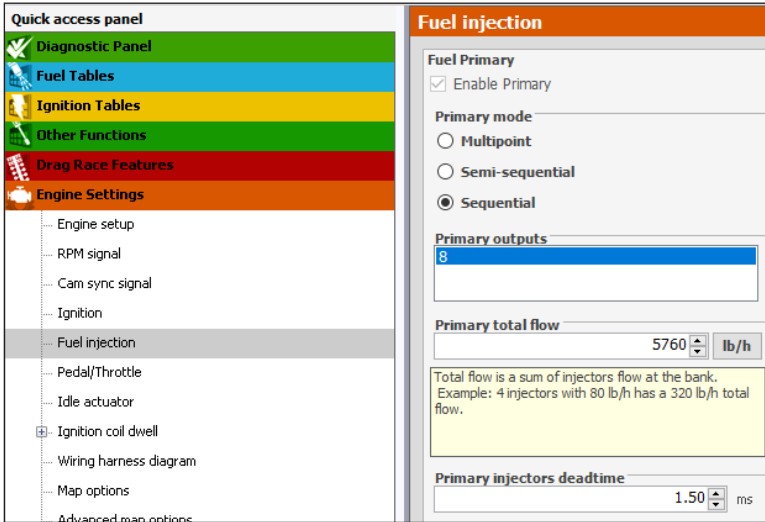 Quick access panel
Diagnostic Panel
Fuel Tables
Ignition Tables
Other Functions
Drag Race Features
Engine Settings
Engine setup
RPM signal
Cam sync signal
Ignition
Fuel injection
Pedal/Throttle
Idle actuator
Ignition coil dwell
Wiring harness diagram
Map options
Advanced map options
Fuel injection
Fuel Primary
Enable Primary
Primary mode
Multipoint
Semi-sequential
Sequential
Primary outputs
8
Primary total flow
5760 lb/h
Total flow is a sum of injectors flow at the bank.
Example: 4 injectors with 80 lb/h has a 320 lb/h total
flow.
Primary injectors deadtime
1.50 ms